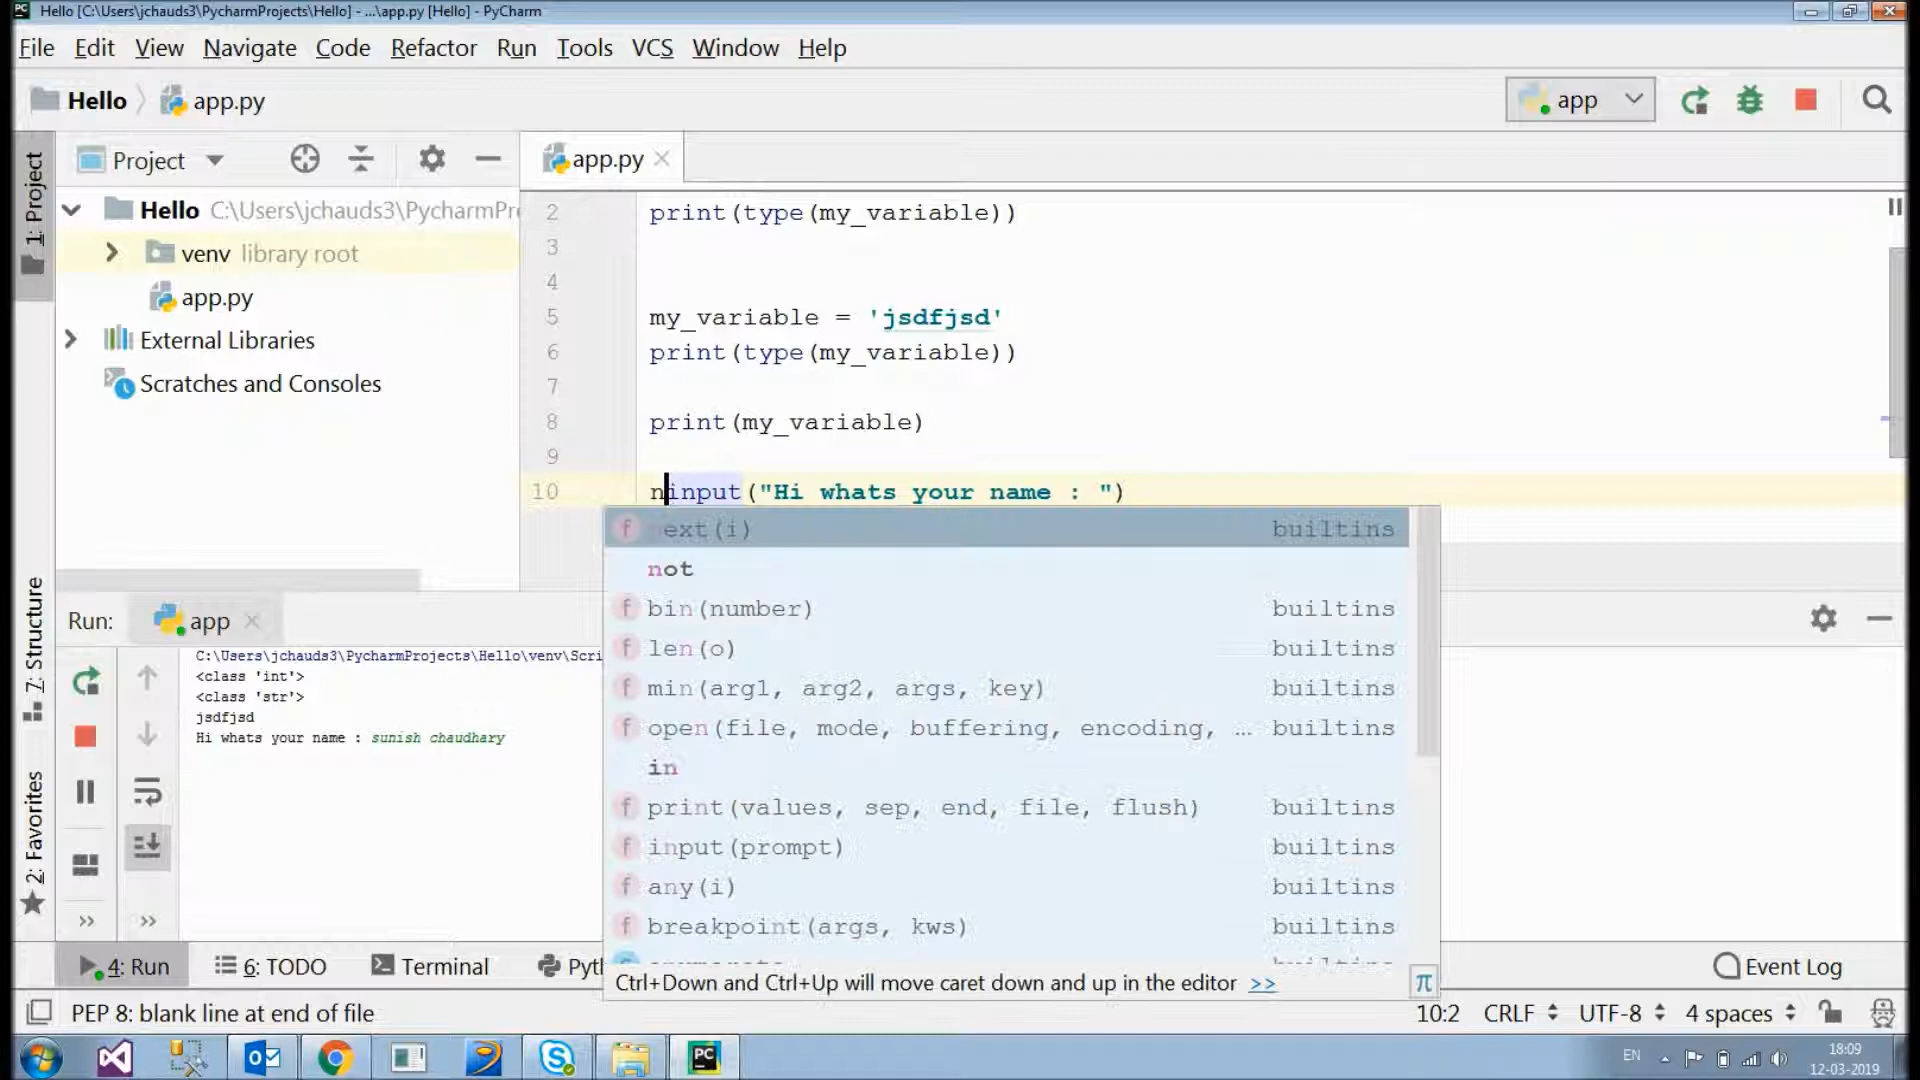 Hello [C:\Users\jchauds3\PycharmProjects\Hello] - ...\app.py [Hello] - PyCharm
File Edit View Navigate Code Refactor Run Tools VCS Window Help
Hello app.py
app
1: Project
Project
app.py
Hello C:\Users\jchauds3\PycharmPr
venv library root
app.py
External Libraries
Scratches and Consoles
2 print(type(my_variable))
3
4
5 my_variable = 'jsdfjsd'
6 print(type(my_variable))
7
8 print(my_variable)
9
10 ninput("Hi whats your name : ")
ext(i) builtins
not
bin(number) builtins
len(o) builtins
min(arg1, arg2, args, key) builtins
open(file, mode, buffering, encoding, ... builtins
in
print(values, sep, end, file, flush) builtins
input(prompt) builtins
any(i) builtins
breakpoint(args, kws) builtins
Ctrl+Down and Ctrl+Up will move caret down and up in the editor >>
π
7: Structure
2: Favorites
Run: app
C:\Users\jchauds3\PycharmProjects\Hello\venv\Scri
<class 'int'>
<class 'str'>
jsdfjsd
Hi whats your name : sunish chaudhary
4: Run 6: TODO Terminal Pyt
Event Log
PEP 8: blank line at end of file
10:2 CRLF UTF-8 4 spaces
EN
18:09
12-03-2019